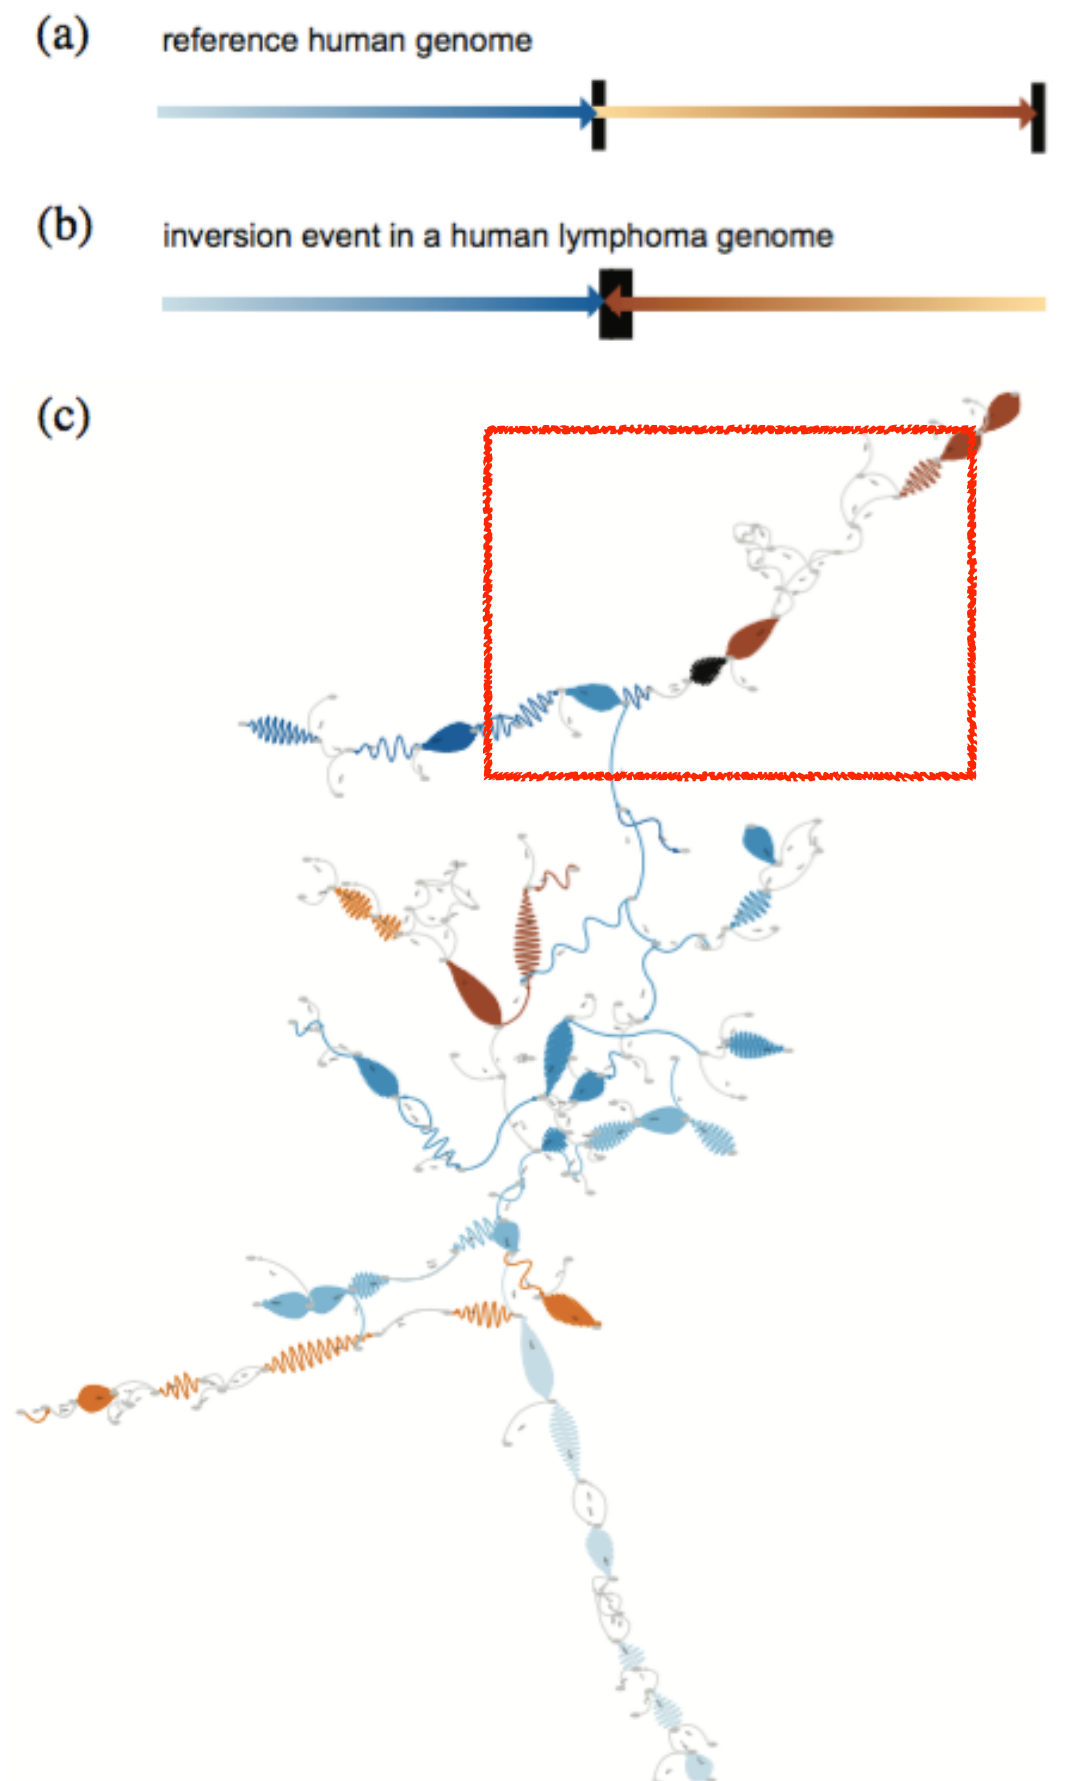 (a)
reference human genome
(b)
inversion event in a human lymphoma genome
(c)